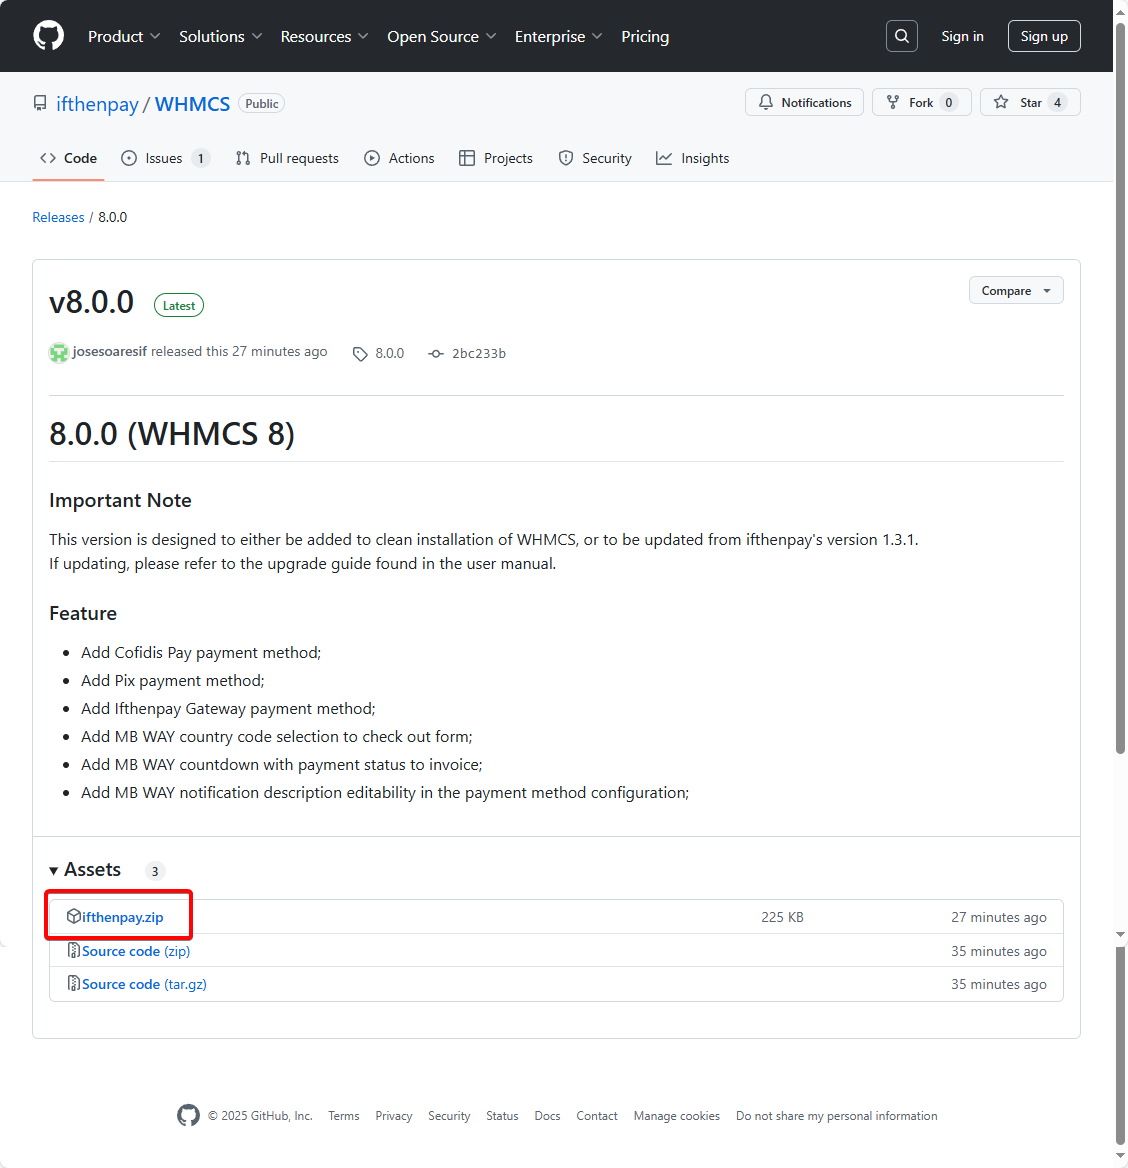 Product Solutions Resources Open Source Enterprise Pricing Sign in Sign up
ifthenpay / WHMCS Public Notifications Fork 0 Star 4
Code Issues 1 Pull requests Actions Projects Security Insights
Releases / 8.0.0
v8.0.0 Latest Compare
josesoaresif released this 27 minutes ago 8.0.0 2bc233b
8.0.0 (WHMCS 8)
Important Note
This version is designed to either be added to clean installation of WHMCS, or to be updated from ifthenpay's version 1.3.1.
If updating, please refer to the upgrade guide found in the user manual.
Feature
• Add Cofidis Pay payment method;
• Add Pix payment method;
• Add Ifthenpay Gateway payment method;
• Add MB WAY country code selection to check out form;
• Add MB WAY countdown with payment status to invoice;
• Add MB WAY notification description editability in the payment method configuration;
Assets 3
ifthenpay.zip 225 KB 27 minutes ago
Source code (zip) 35 minutes ago
Source code (tar.gz) 35 minutes ago
© 2025 GitHub, Inc. Terms Privacy Security Status Docs Contact Manage cookies Do not share my personal information